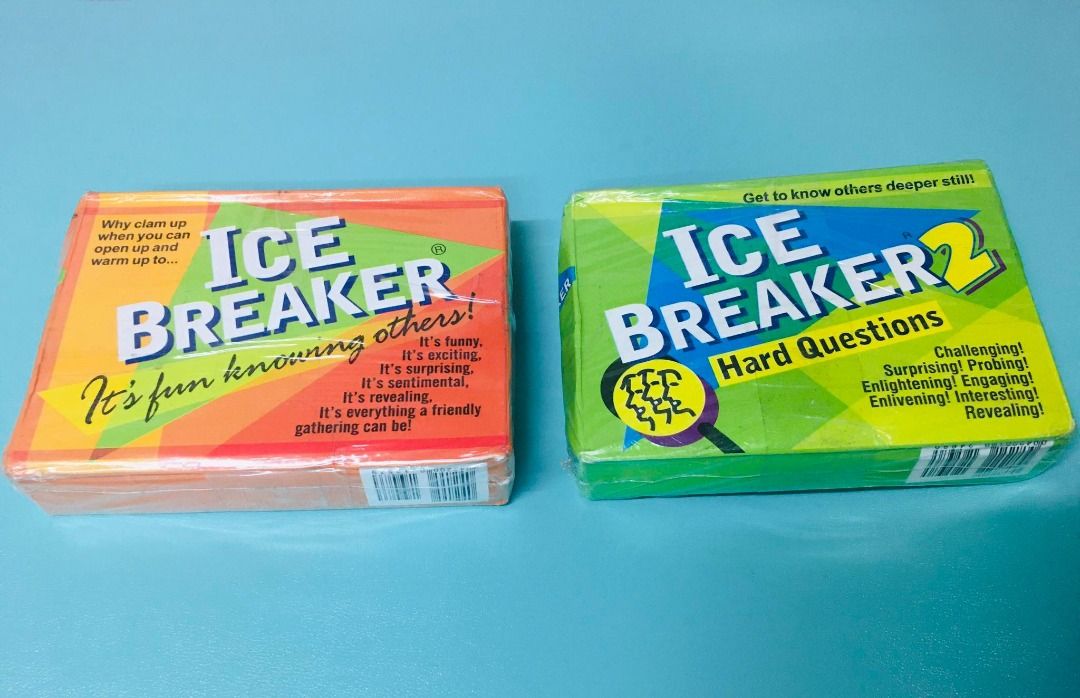 Why clam up
when you can
open up and
warm up to...
ICE
BREAKER®
It's fun knowing others!
It's funny,
It's exciting,
It's surprising,
It's sentimental,
It's revealing,
It's everything a friendly
gathering can be!
Get to know others deeper still!
ICE
BREAKER® 2
Hard Questions
Challenging!
Surprising! Probing!
Enlightening! Engaging!
Enlivening! Interesting!
Revealing!